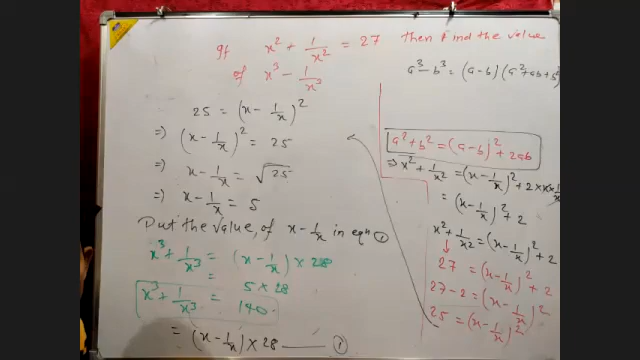 If x² + 1/x² = 27 then Find the value
of x³ - 1/x³
a³ - b³ = (a-b) (a² + ab + b²
25 = (x - 1/x)²
=) (x - 1/x)² = 25
=) x - 1/x = √25
=) x - 1/x = 5
Put the value, of x - 1/x in eqn ①
x³ + 1/x³ = (x - 1/x) × 28
= 5 × 28
x³ + 1/x³ = 140
= (x - 1/x) × 28 —— ①
a² + b² = (a-b)² + 2ab
=> x² + 1/x² = (x - 1/x)² + 2 × x × 1/x
= (x - 1/x)² + 2
x² + 1/x² = (x - 1/x)² + 2
↓
27 = (x - 1/x)² + 2
27 - 2 = (x - 1/x)²
25 = (x - 1/x)²